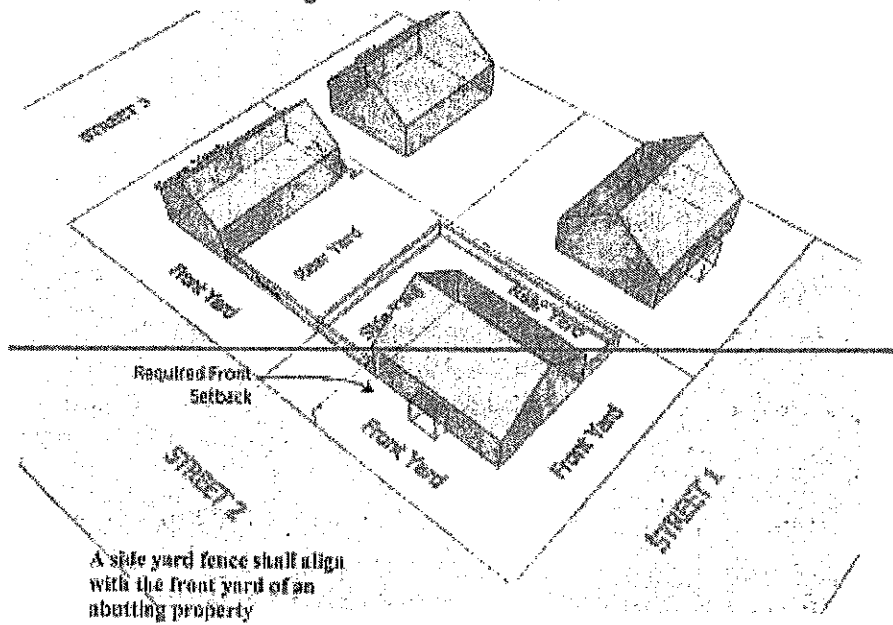 STREET 3
Rear Yard
Front Yard
Side Yard
Rear Yard
Required Front
Setback
Front Yard
Front Yard
STREET 2
STREET 1
A side yard fence shall align
with the front yard of an
abutting property